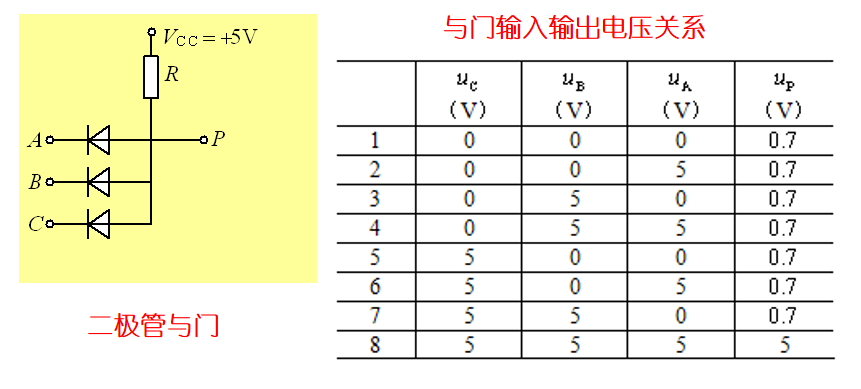 V_CC = +5V
R
A
P
B
C
二极管与门
与门输入输出电压关系
u_C (V) u_B (V) u_A (V) u_P (V)
1 0 0 0 0.7
2 0 0 5 0.7
3 0 5 0 0.7
4 0 5 5 0.7
5 5 0 0 0.7
6 5 0 5 0.7
7 5 5 0 0.7
8 5 5 5 5